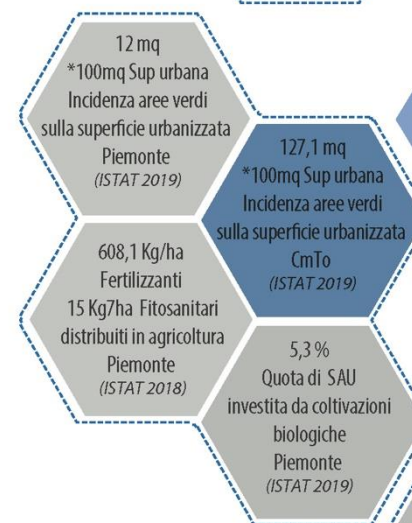 12 mq
*100mq Sup urbana
Incidenza aree verdi
sulla superficie urbanizzata
Piemonte
(ISTAT 2019)
127,1 mq
*100mq Sup urbana
Incidenza aree verdi
sulla superficie urbanizzata
CmTo
(ISTAT 2019)
608,1 Kg/ha
Fertilizzanti
15 Kg7ha Fitosanitari
distribuiti in agricoltura
Piemonte
(ISTAT 2018)
5,3 %
Quota di SAU
investita da coltivazioni
biologiche
Piemonte
(ISTAT 2019)